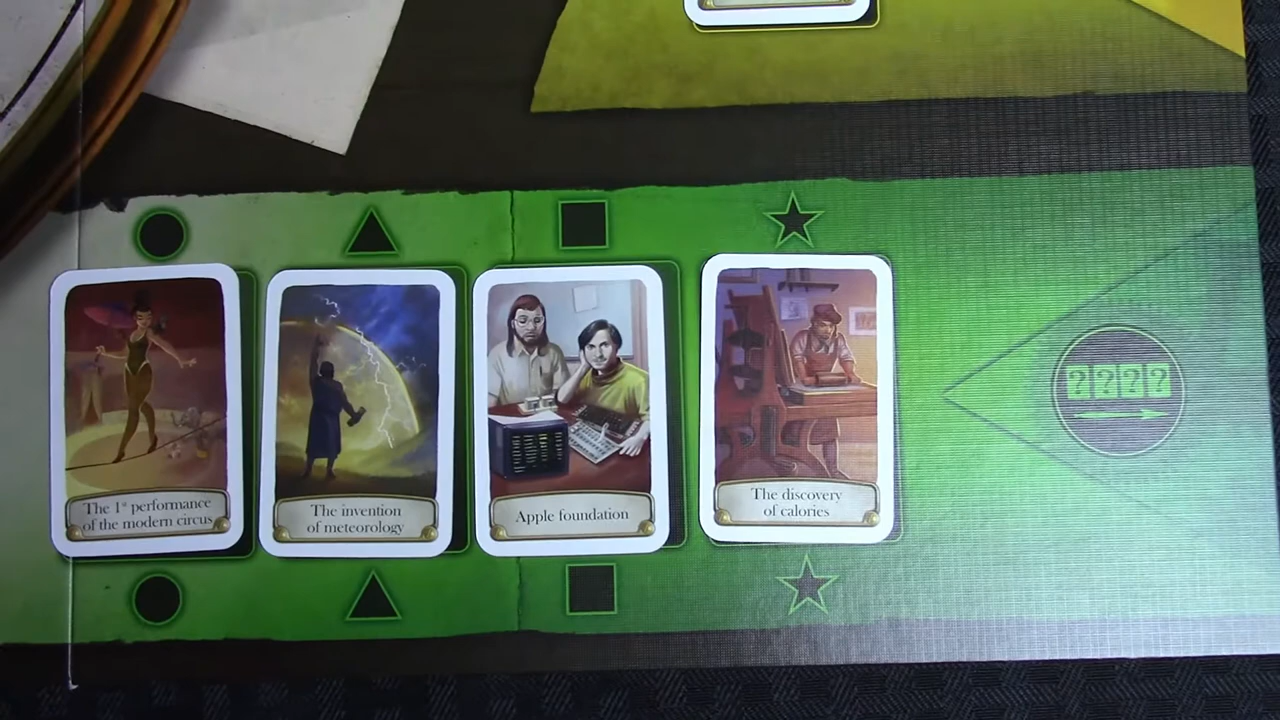 ????
The 1st performance
of the modern circus
The invention
of meteorology
Apple foundation
The discovery
of calories